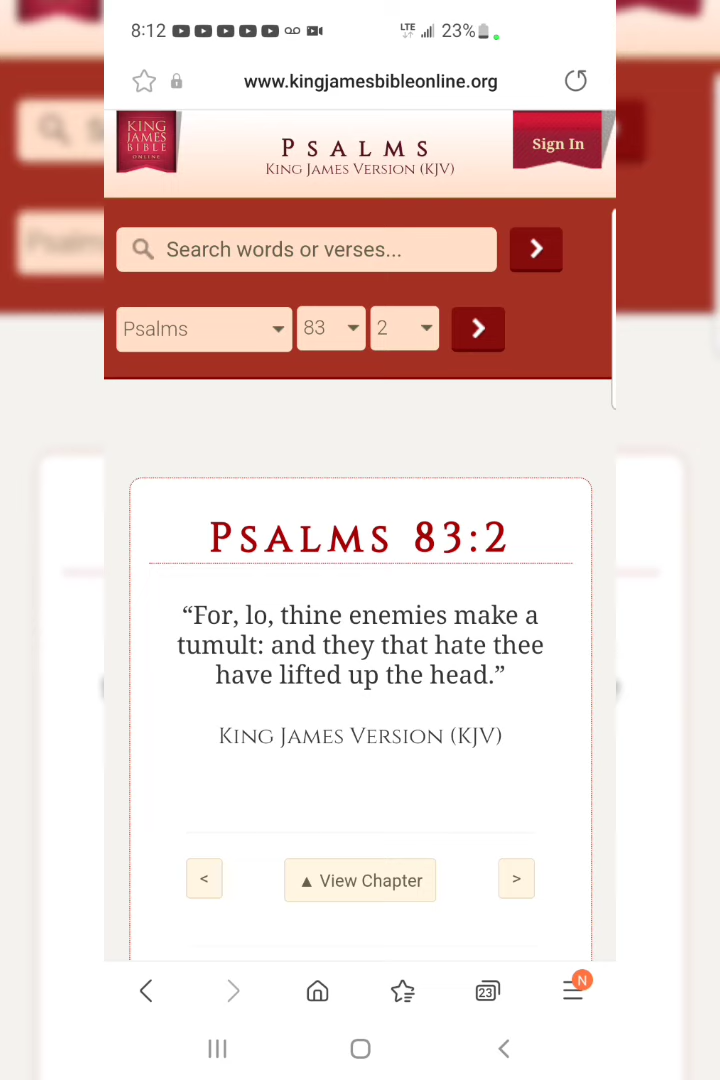 8:12 LTE 23%
www.kingjamesbibleonline.org
KING
JAMES
BIBLE
ONLINE
PSALMS
KING JAMES VERSION (KJV)
Sign In
Search words or verses...
Psalms 83 2
PSALMS 83:2
“For, lo, thine enemies make a
tumult: and they that hate thee
have lifted up the head.”
KING JAMES VERSION (KJV)
< ▲ View Chapter >
23 N